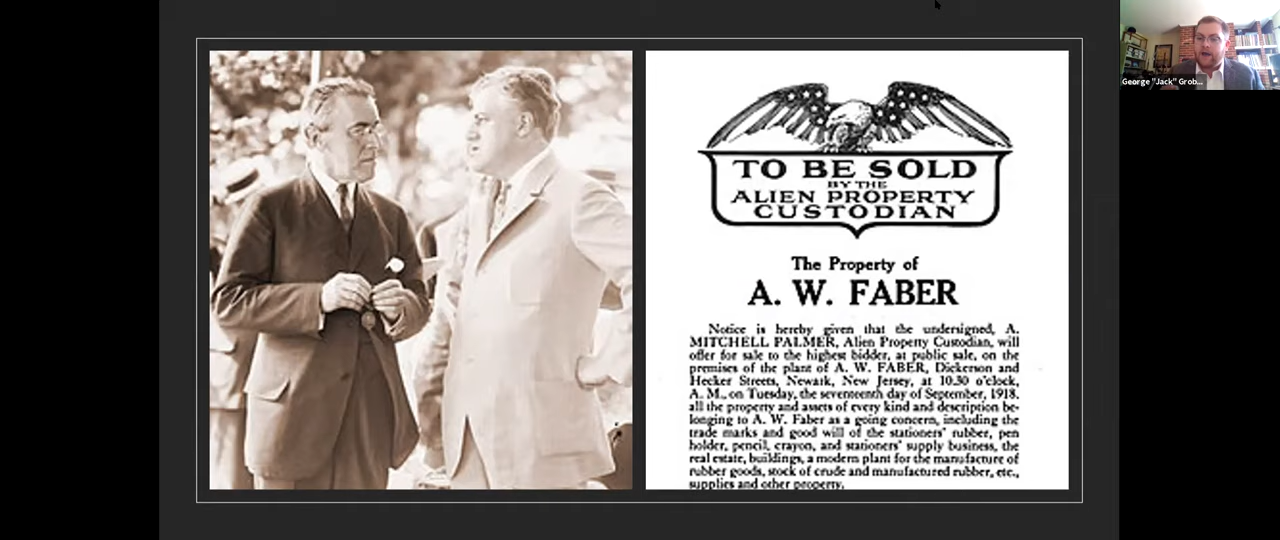 TO BE SOLD
BY THE
ALIEN PROPERTY
CUSTODIAN
The Property of
A. W. FABER
Notice is hereby given that the undersigned, A.
MITCHELL PALMER, Alien Property Custodian, will
offer for sale to the highest bidder, at public sale, on the
premises of the plant of A. W. FABER, Dickerson and
Hecker Streets, Newark, New Jersey, at 10.30 o'clock,
A. M., on Tuesday, the seventeenth day of September, 1918.
all the property and assets of every kind and description be-
longing to A. W. Faber as a going concern, including the
trade marks and good will of the stationers' rubber, pen
holder, pencil, crayon, and stationers' supply business, the
real estate, buildings, a modern plant for the manufacture of
rubber goods, stock of crude and manufactured rubber, etc.,
supplies and other property.
George "Jack" Grob...